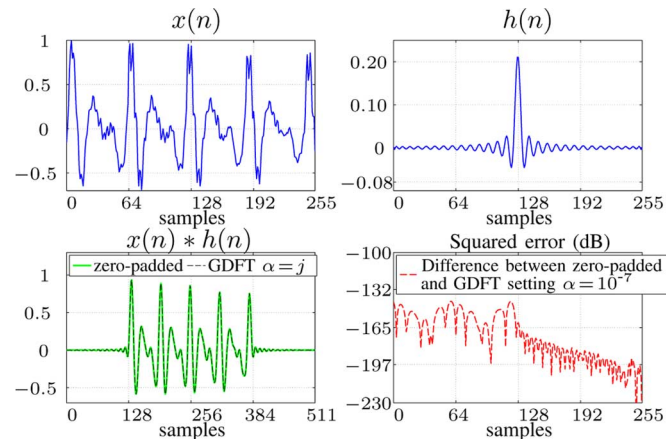 x(n)
1
0.5
0
−0.5
0 64 128 192 255
samples
h(n)
0.20
0.10
0
−0.08
0 64 128 192 255
samples
x(n) ∗ h(n)
zero-padded GDFT α = j
1
0.5
0
−0.5
0 128 256 384 511
samples
Squared error (dB)
Difference between zero-padded
and GDFT setting α = 10⁻⁷
−100
−132
−165
−197
−230
0 64 128 192 255
samples